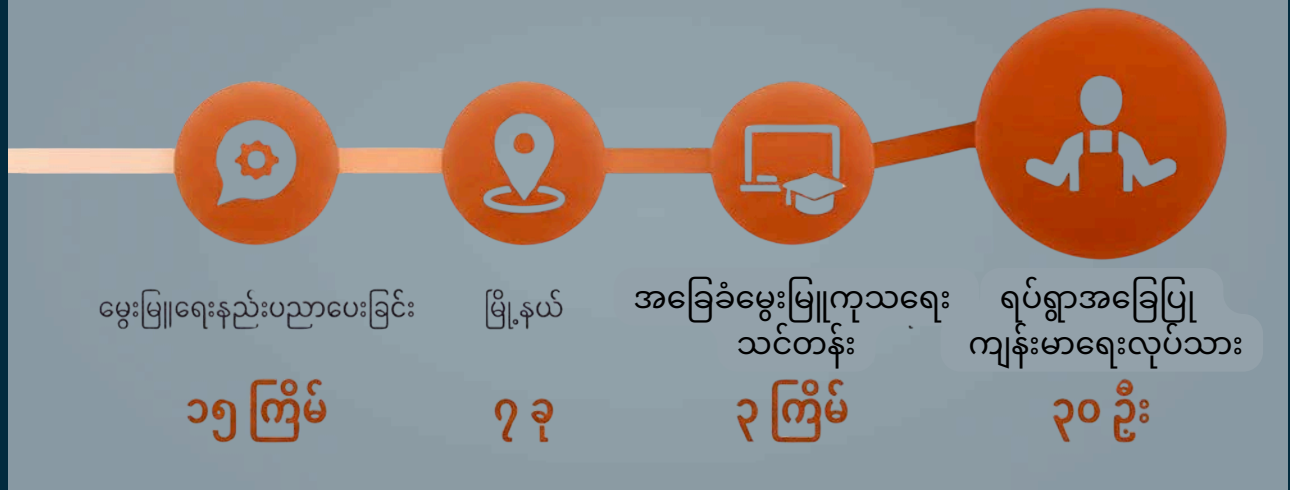 မွေးမြူရေးနည်းပညာပေးခြင်း
၁၅ ကြိမ်
မြို့နယ်
၇ ခု
အခြေခံမွေးမြူကုသရေး
သင်တန်း
၃ ကြိမ်
ရပ်ရွာအခြေပြု
ကျန်းမာရေးလုပ်သား
၃၀ ဦး